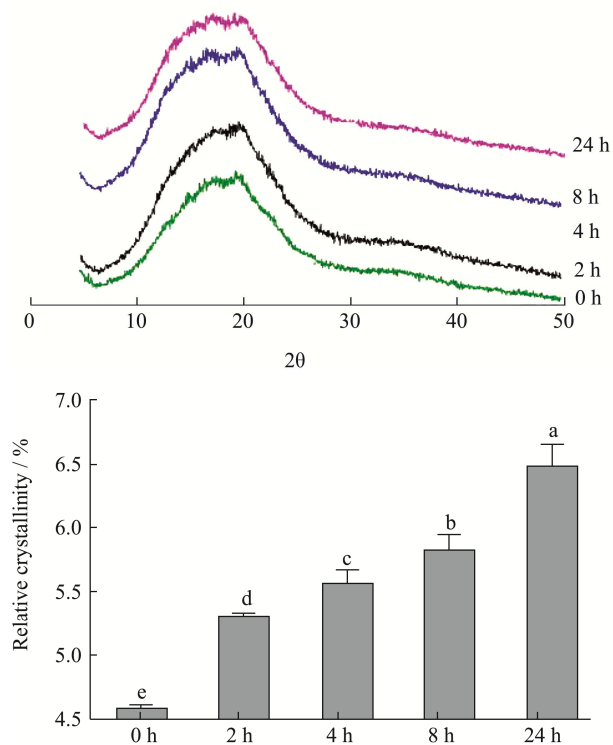 24 h
8 h
4 h
2 h
0 h
0 10 20 30 40 50
2θ
7.0
6.5
6.0
5.5
5.0
4.5
Relative crystallinity / %
e
d
c
b
a
0 h 2 h 4 h 8 h 24 h